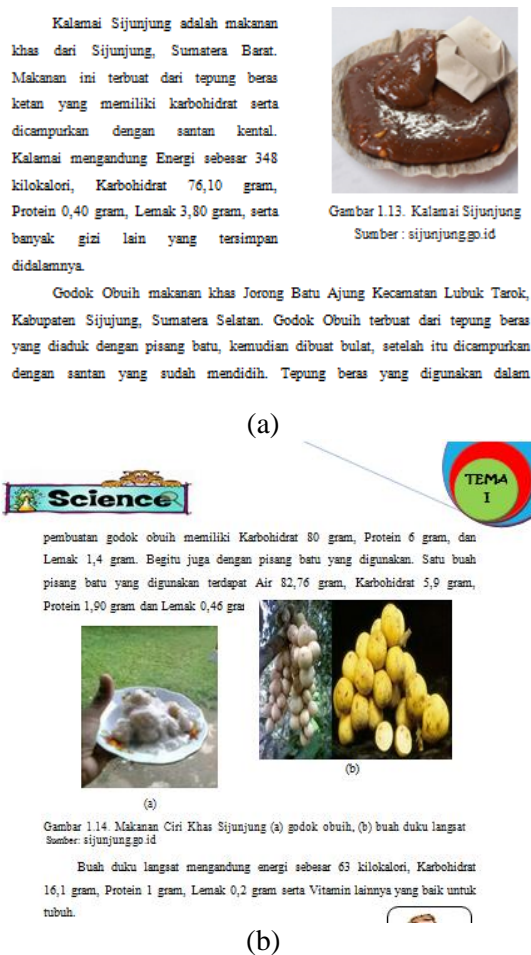 Kalamai Sijunjung adalah makanan
khas dari Sijunjung, Sumatera Barat.
Makanan ini terbuat dari tepung beras
ketan yang memiliki karbohidrat serta
dicampurkan dengan santan kental.
Kalamai mengandung Energi sebesar 348
kilokalori, Karbohidrat 76,10 gram,
Protein 0,40 gram, Lemak 3,80 gram, serta
banyak gizi lain yang tersimpan
didalamnya.
Gambar 1.13. Kalamai Sijunjung
Sumber : sijunjung.go.id
Godok Obuih makanan khas Jorong Batu Ajung Kecamatan Lubuk Tarok,
Kabupaten Sijujung, Sumatera Selatan. Godok Obuih terbuat dari tepung beras
yang diaduk dengan pisang batu, kemudian dibuat bulat, setelah itu dicampurkan
dengan santan yang sudah mendidih. Tepung beras yang digunakan dalam
(a)
Science
TEMA
I
pembuatan godok obuih memiliki Karbohidrat 80 gram, Protein 6 gram, dan
Lemak 1,4 gram. Begitu juga dengan pisang batu yang digunakan. Satu buah
pisang batu yang digunakan terdapat Air 82,76 gram, Karbohidrat 5,9 gram,
Protein 1,90 gram dan Lemak 0,46 gra
(a)
(b)
Gambar 1.14. Makanan Ciri Khas Sijunjung (a) godok obuih, (b) buah duku langsat
Sumber: sijunjung.go.id
Buah duku langsat mengandung energi sebesar 63 kilokalori, Karbohidrat
16,1 gram, Protein 1 gram, Lemak 0,2 gram serta Vitamin lainnya yang baik untuk
tubuh.
(b)